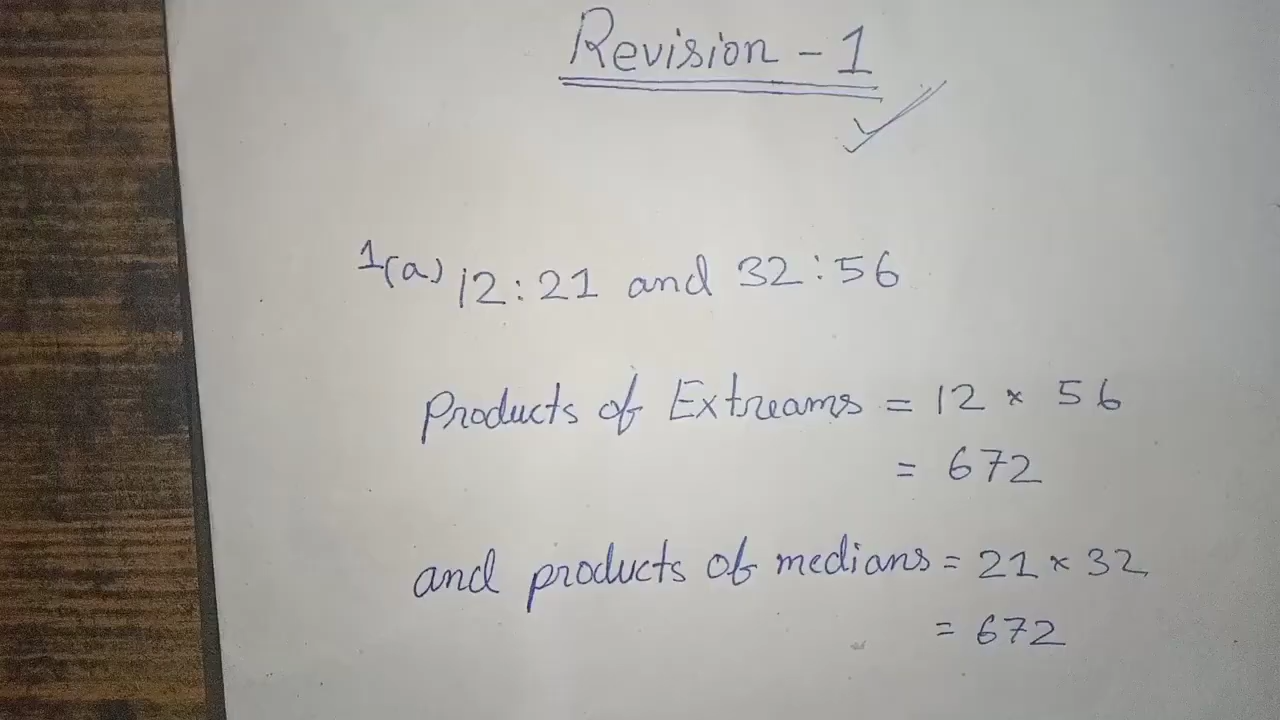 Revision - 1
1(a) 12:21 and 32:56
Products of Extreams = 12 × 56
= 672
and products of medians = 21 × 32
= 672